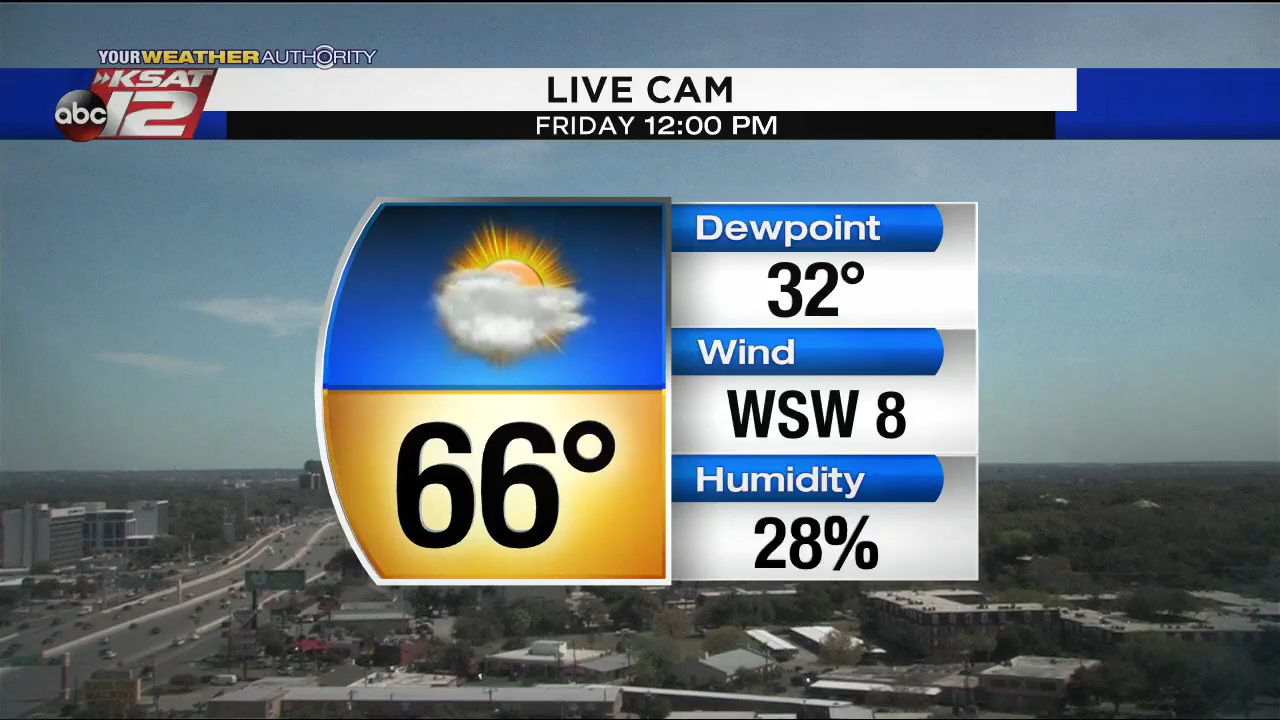 YOURWEATHERAUTHORITY
KSAT
abc 12
LIVE CAM
FRIDAY 12:00 PM
Dewpoint
32°
Wind
WSW 8
66°
Humidity
28%